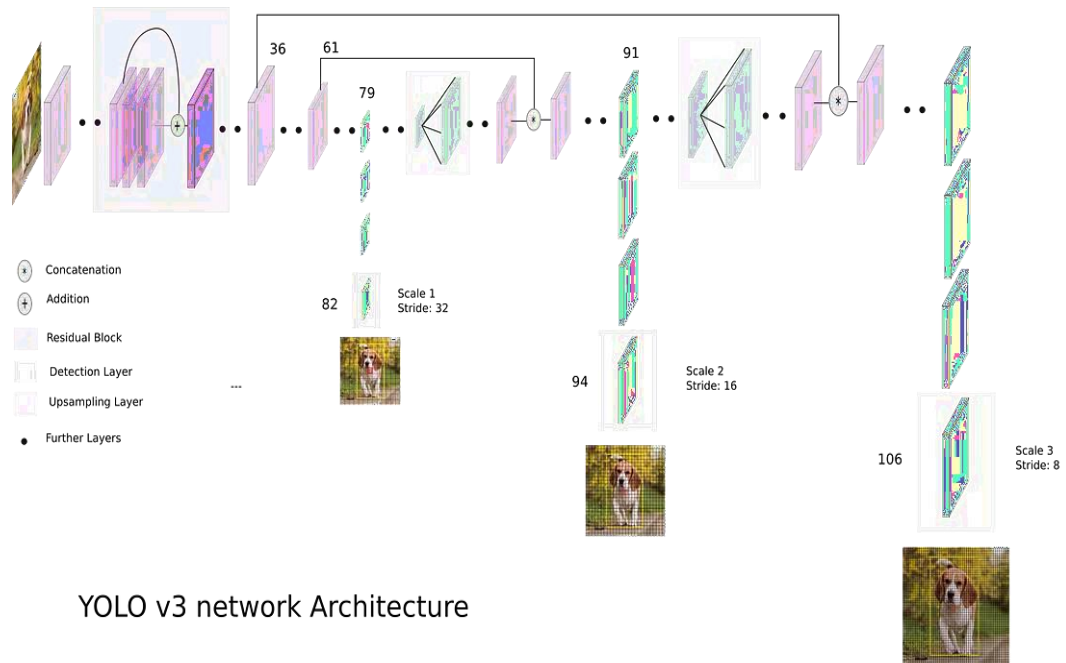 36
61
91
79
82
Scale 1
Stride: 32
94
Scale 2
Stride: 16
106
Scale 3
Stride: 8
* Concatenation
+ Addition
Residual Block
Detection Layer
Upsampling Layer
● Further Layers
...
YOLO v3 network Architecture